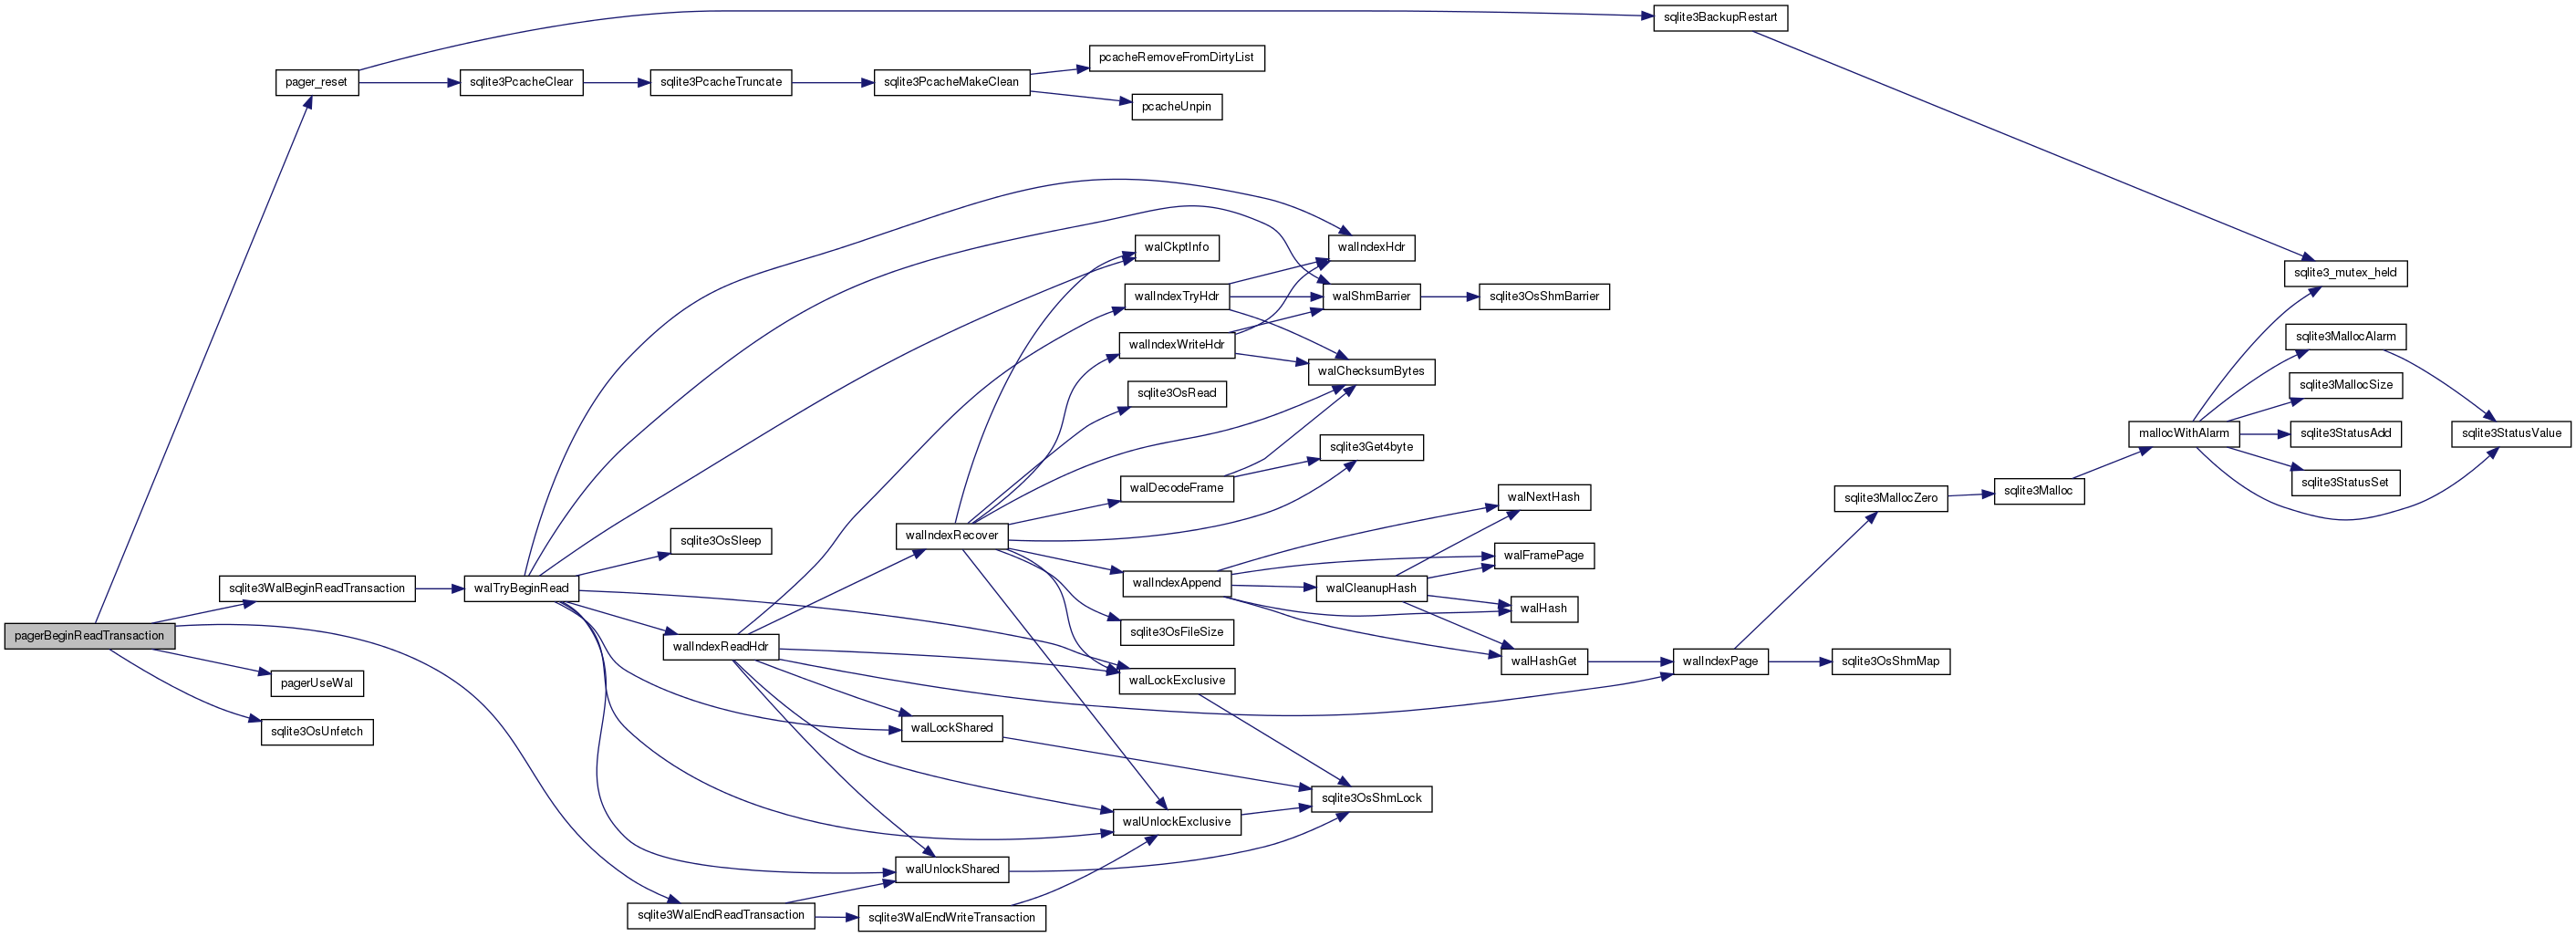 sqlite3BackupRestart
pcacheRemoveFromDirtyList
pager_reset
sqlite3PcacheClear
sqlite3PcacheTruncate
sqlite3PcacheMakeClean
pcacheUnpin
walCkptInfo
walIndexHdr
sqlite3_mutex_held
walIndexTryHdr
walShmBarrier
sqlite3OsShmBarrier
walIndexWriteHdr
sqlite3MallocAlarm
walChecksumBytes
sqlite3MallocSize
sqlite3OsRead
mallocWithAlarm
sqlite3StatusAdd
sqlite3StatusValue
sqlite3Get4byte
sqlite3StatusSet
walDecodeFrame
walNextHash
sqlite3MallocZero
sqlite3Malloc
sqlite3OsSleep
walIndexRecover
walFramePage
sqlite3WalBeginReadTransaction
walTryBeginRead
walIndexAppend
walCleanupHash
walHash
pagerBeginReadTransaction
sqlite3OsFileSize
walIndexReadHdr
walHashGet
walIndexPage
sqlite3OsShmMap
pagerUseWal
walLockExclusive
sqlite3OsUnfetch
walLockShared
sqlite3OsShmLock
walUnlockExclusive
walUnlockShared
sqlite3WalEndReadTransaction
sqlite3WalEndWriteTransaction